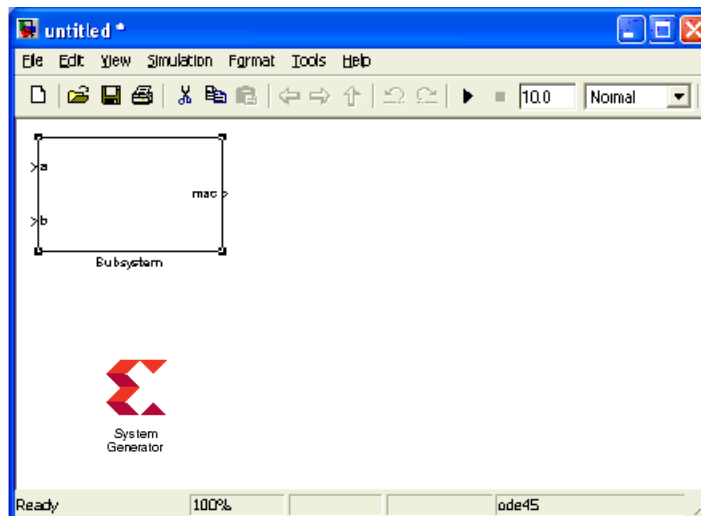 untitled *
File Edit View Simulation Format Tools Help
10.0 Normal
>a
mac >
>b
Subsystem
System
Generator
Ready 100% ode45